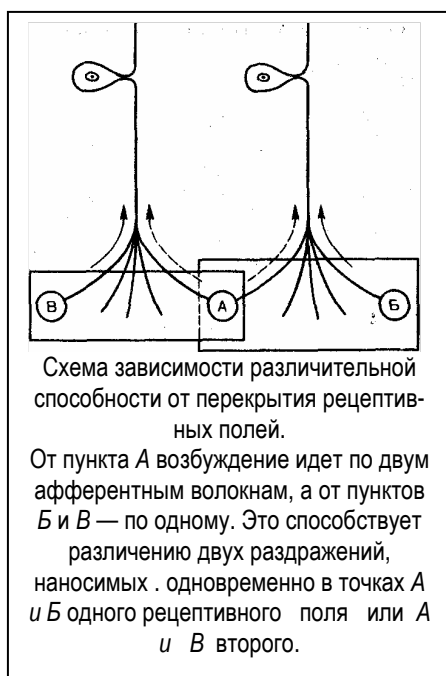 В А Б
Схема зависимости различительной
способности от перекрытия рецептив-
ных полей.
От пункта А возбуждение идет по двум
афферентным волокнам, а от пунктов
Б и В — по одному. Это способствует
различению двух раздражений,
наносимых . одновременно в точках А
и Б одного рецептивного поля или А
и В второго.